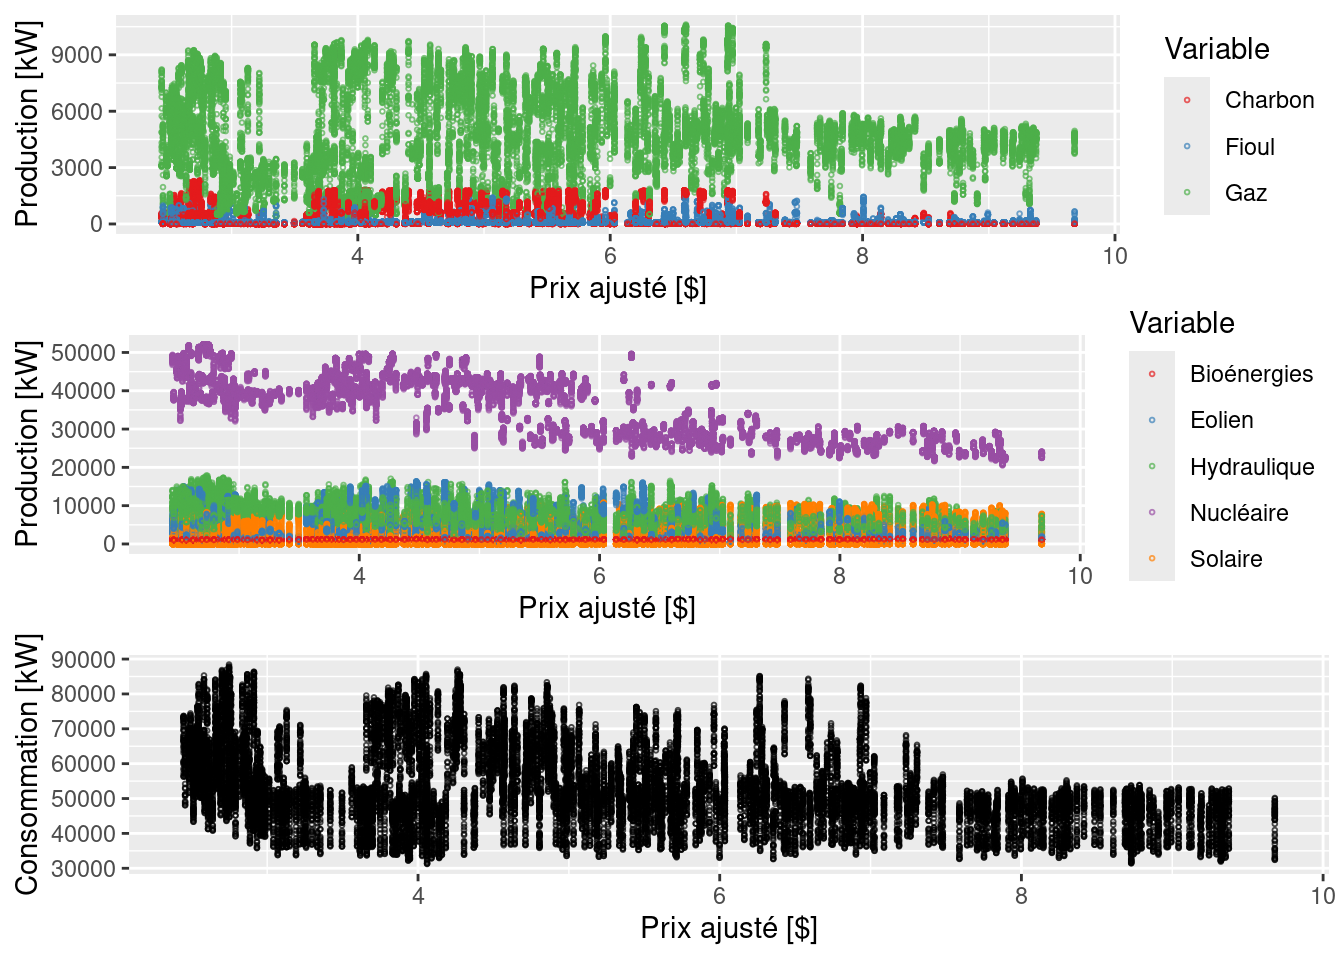 Production [kW]
9000
6000
3000
0
4
6
8
10
Prix ajusté [$]
Variable
Charbon
Fioul
Gaz
Production [kW]
50000
40000
30000
20000
10000
0
4
6
8
10
Prix ajusté [$]
Variable
Bioénergies
Eolien
Hydraulique
Nucléaire
Solaire
Consommation [kW]
90000
80000
70000
60000
50000
40000
30000
4
6
8
10
Prix ajusté [$]